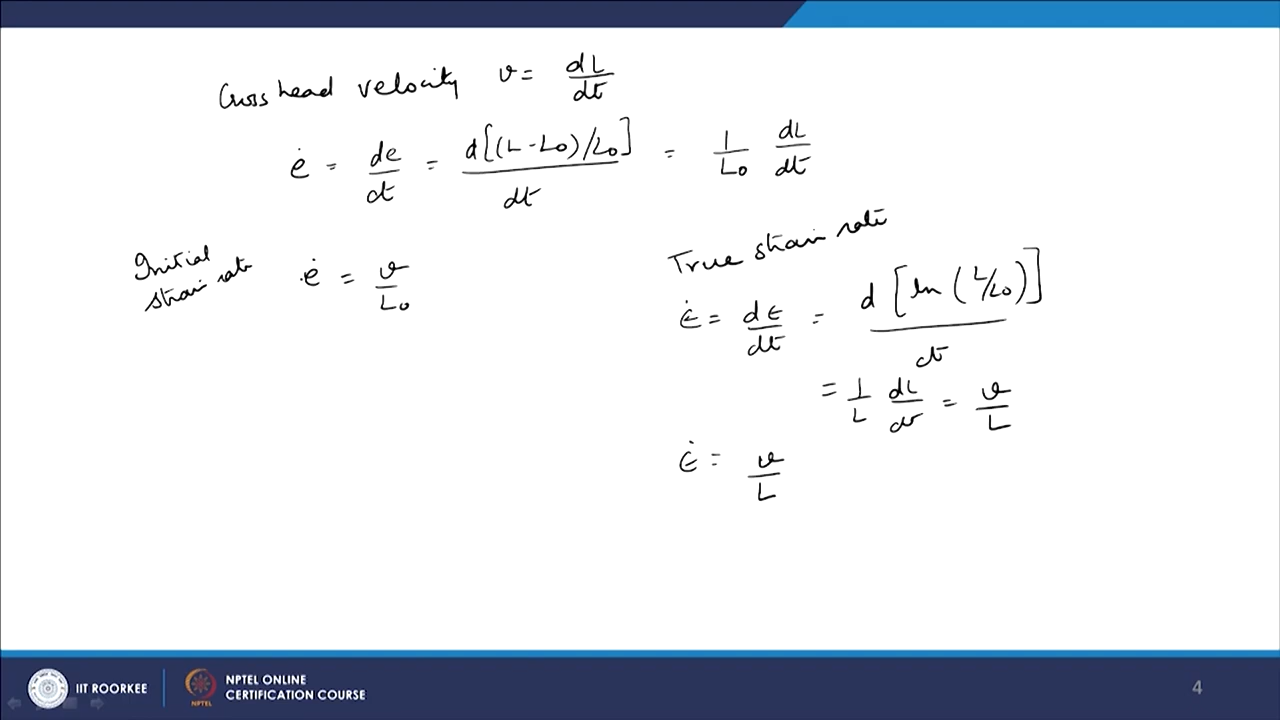 Cross head velocity v = dL/dt
ė = de/dt = d[(L - L₀)/L₀]/dt = 1/L₀ dL/dt
Initial strain rate ė = v/L₀
True strain rate
ε̇ = dε/dt = d[ln(L/L₀)]/dt
= 1/L dL/dt = v/L
ε̇ = v/L
IIT ROORKEE
NPTEL ONLINE
CERTIFICATION COURSE
NPTEL
4